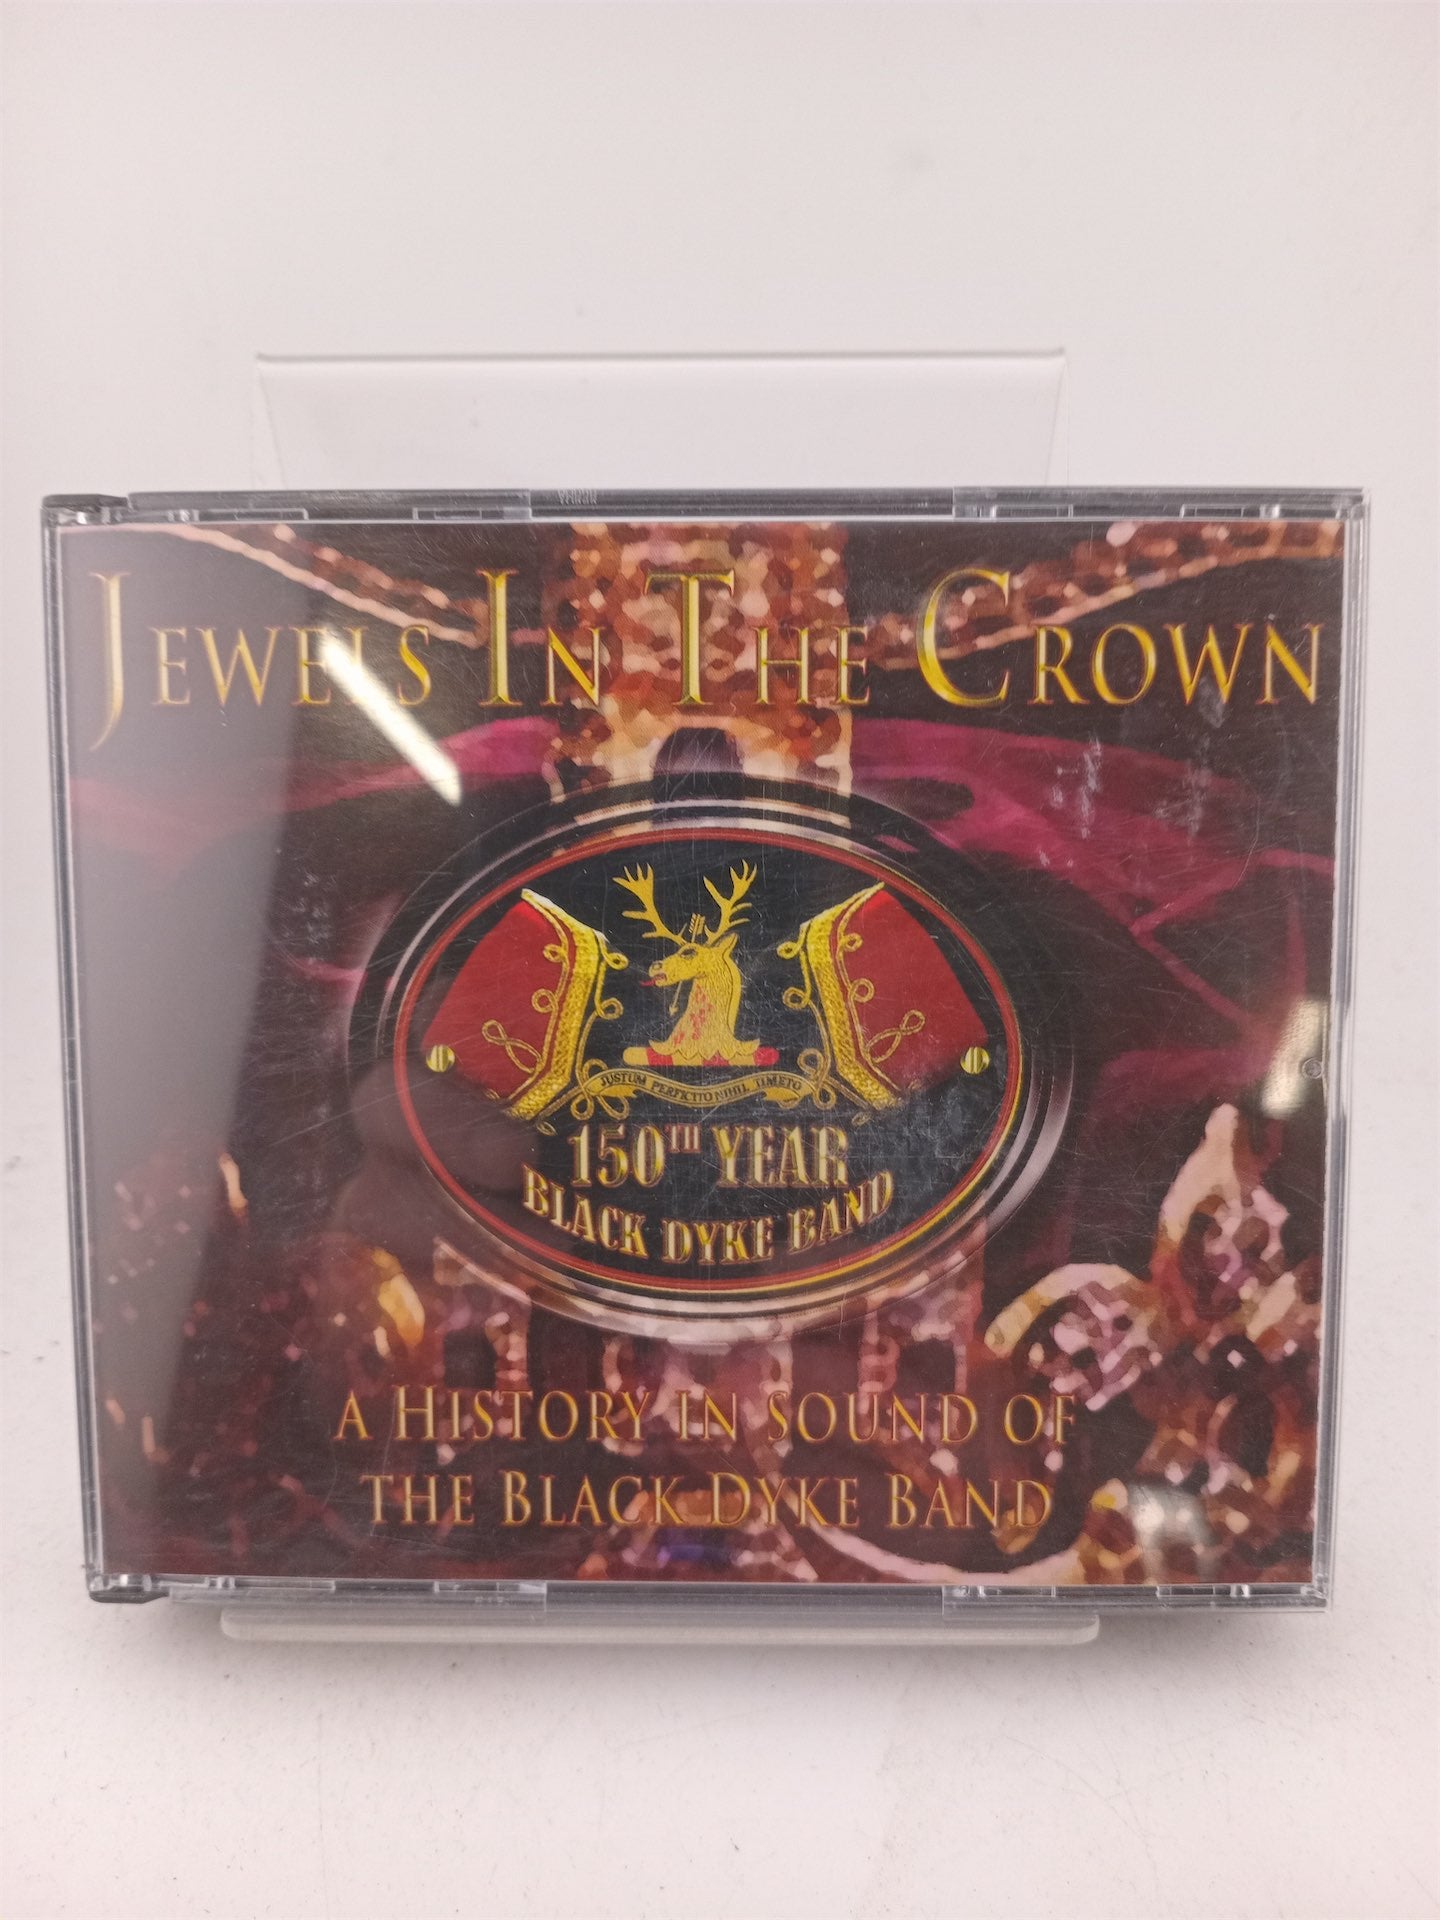 JEWELS IN THE CROWN
JUSTUM PERFICITO NIHIL TIMETO
150TH YEAR
BLACK DYKE BAND
A HISTORY IN SOUND OF
THE BLACK DYKE BAND